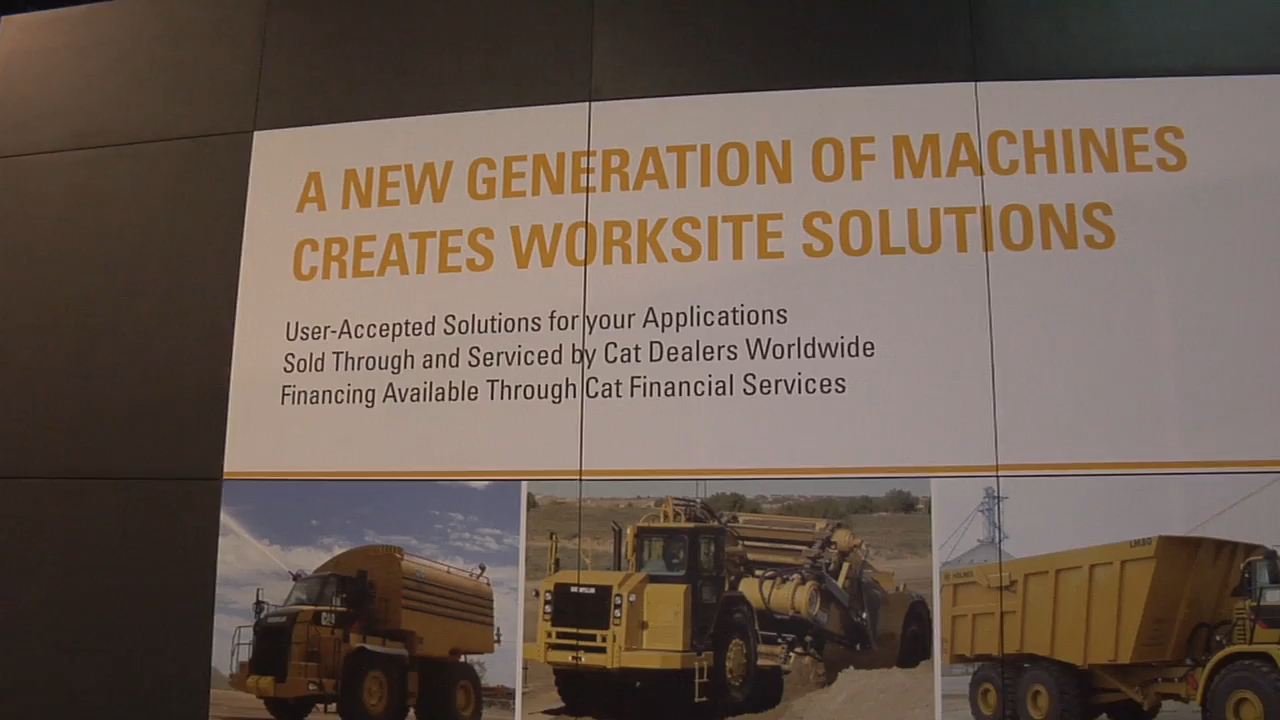 A NEW GENERATION OF MACHINES
CREATES WORKSITE SOLUTIONS
User-Accepted Solutions for your Applications
Sold Through and Serviced by Cat Dealers Worldwide
Financing Available Through Cat Financial Services
CAT